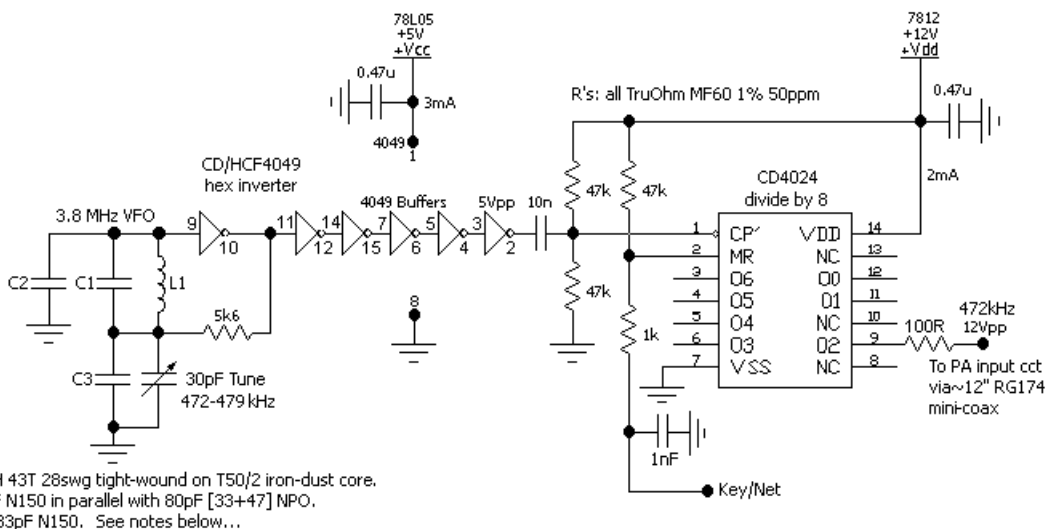 78L05
+5V
+Vcc
7812
+12V
+Vdd
0.47u
3mA
4049
1
R's: all TruOhm MF60 1% 50ppm
0.47u
2mA
CD/HCF4049
hex inverter
47k
47k
CD4024
divide by 8
3.8 MHz VFO
9
10
11
12
14
15
4049 Buffers
7
6
5
4
5Vpp
3
2
10n
1 CP' VDD 14
2 MR NC 13
3 O6 O0 12
4 O5 O1 11
5 O4 NC 10
6 O3 O2 9
7 VSS NC 8
C2
C1
L1
5k6
8
47k
1k
100R
472kHz
12Vpp
To PA input cct
via~12" RG174
mini-coax
C3
30pF Tune
472-479 kHz
1nF
Key/Net
43T 28swg tight-wound on T50/2 iron-dust core.
N150 in parallel with 80pF [33+47] NPO.
N150. See notes below...